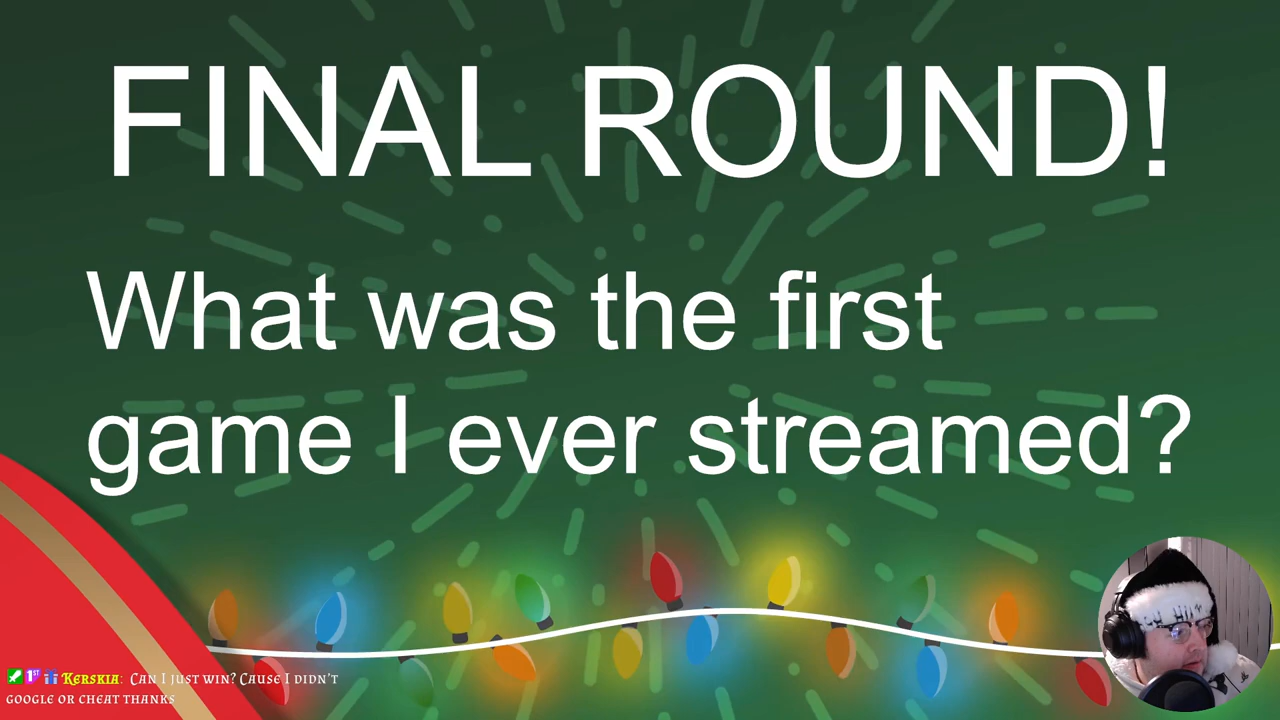 FINAL ROUND!
What was the first
game I ever streamed?
1ST Kerskia: Can I just win? Cause I didn't
google or cheat thanks